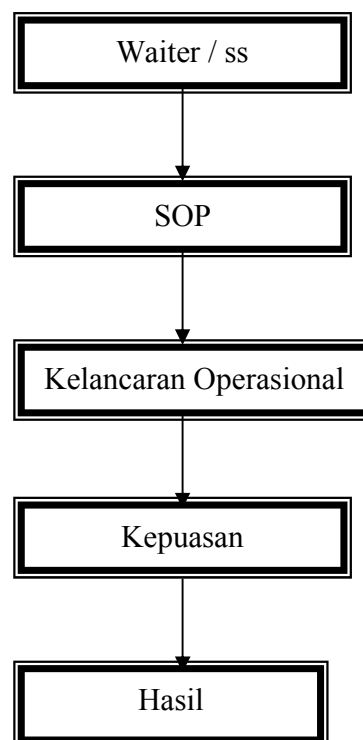 Waiter / ss
SOP
Kelancaran Operasional
Kepuasan
Hasil